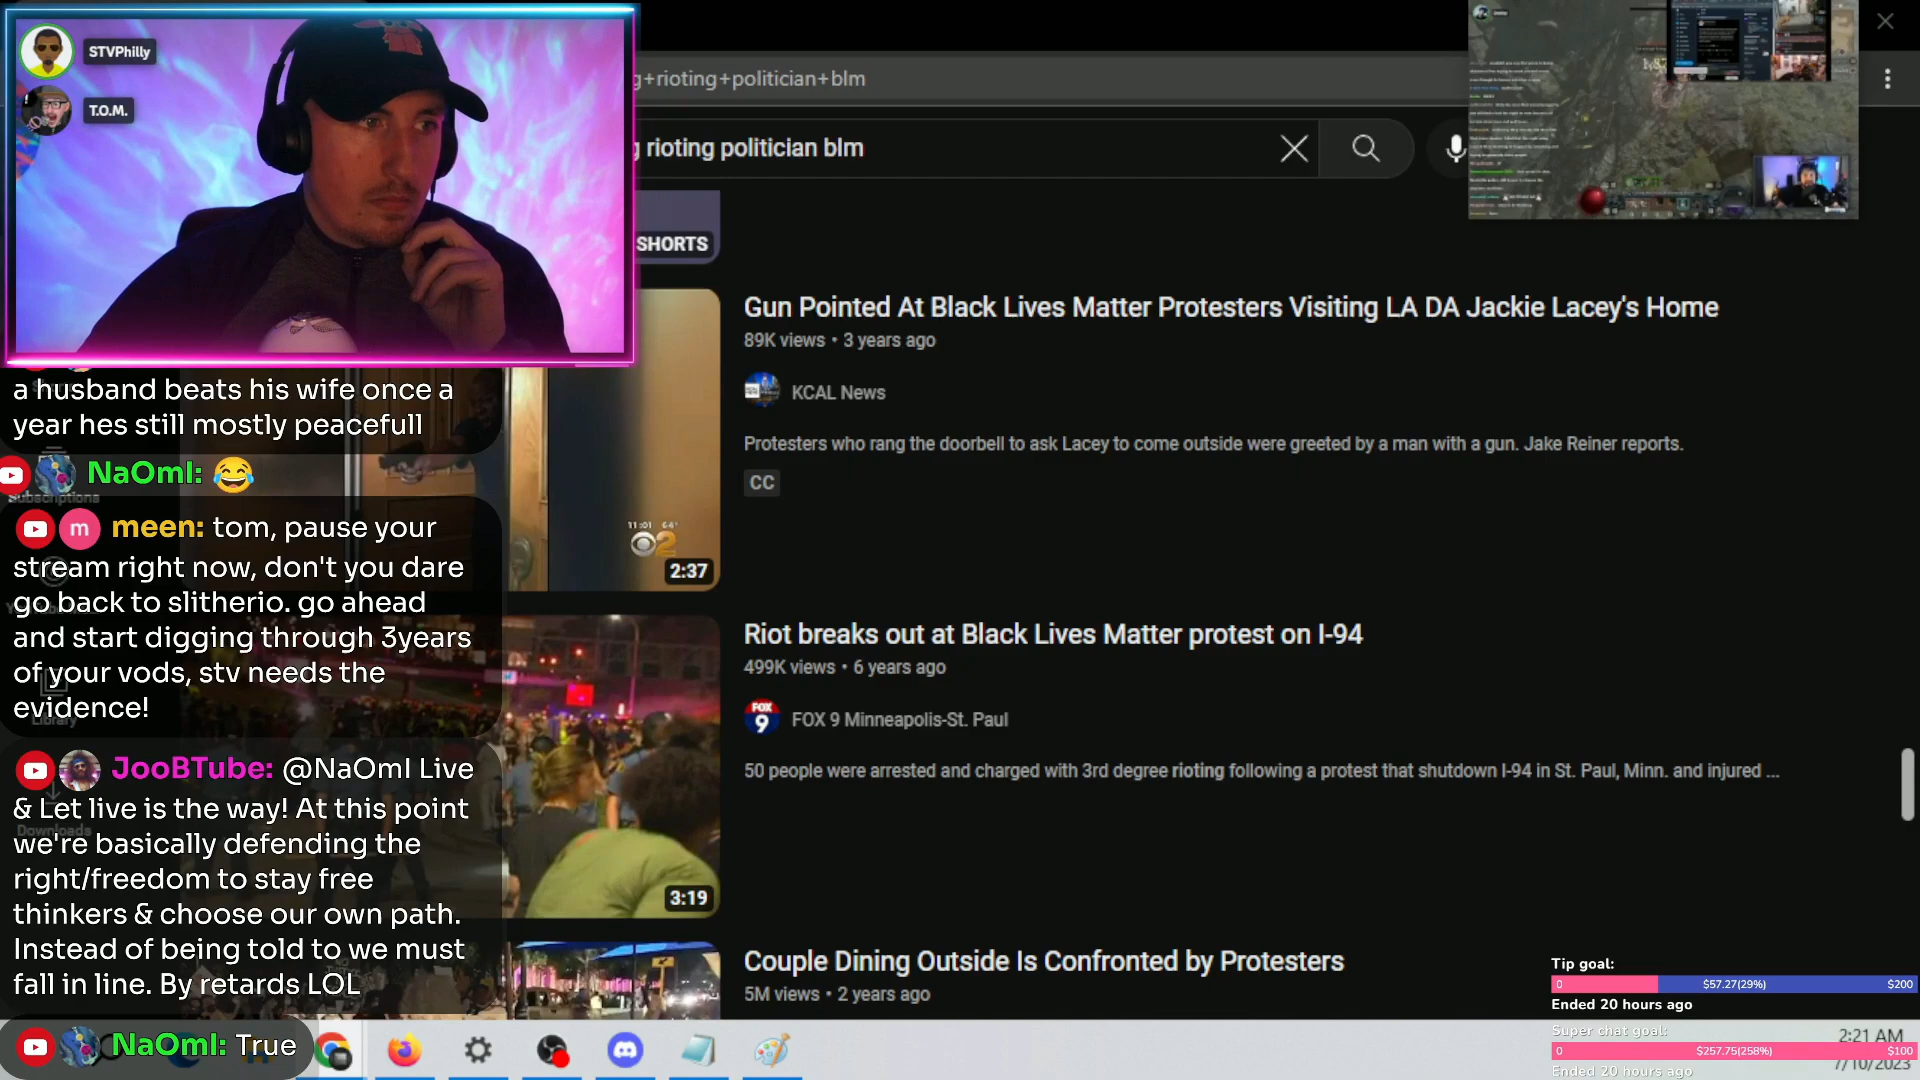 STVPhilly
T.O.M.
g+rioting+politician+blm
g rioting politician blm
SHORTS
Gun Pointed At Black Lives Matter Protesters Visiting LA DA Jackie Lacey's Home
89K views • 3 years ago
KCAL News
Protesters who rang the doorbell to ask Lacey to come outside were greeted by a man with a gun. Jake Reiner reports.
CC
11:01 64°
2
2:37
Riot breaks out at Black Lives Matter protest on I-94
499K views • 6 years ago
FOX 9
FOX 9 Minneapolis-St. Paul
50 people were arrested and charged with 3rd degree rioting following a protest that shutdown I-94 in St. Paul, Minn. and injured ...
3:19
Couple Dining Outside Is Confronted by Protesters
5M views • 2 years ago
a husband beats his wife once a
year hes still mostly peacefull
NaOmI: 😂
Subscriptions
m meen: tom, pause your
stream right now, don't you dare
go back to slitherio. go ahead
and start digging through 3years
of your vods, stv needs the
evidence!
Library
JooBTube: @NaOmI Live
& Let live is the way! At this point
Downloads
we're basically defending the
right/freedom to stay free
thinkers & choose our own path.
Instead of being told to we must
fall in line. By retards LOL
NaOmI: True
Tip goal:
0 $57.27(29%) $200
Ended 20 hours ago
Super chat goal:
0 $257.75(258%) $100
Ended 20 hours ago
2:21 AM
7/10/2023